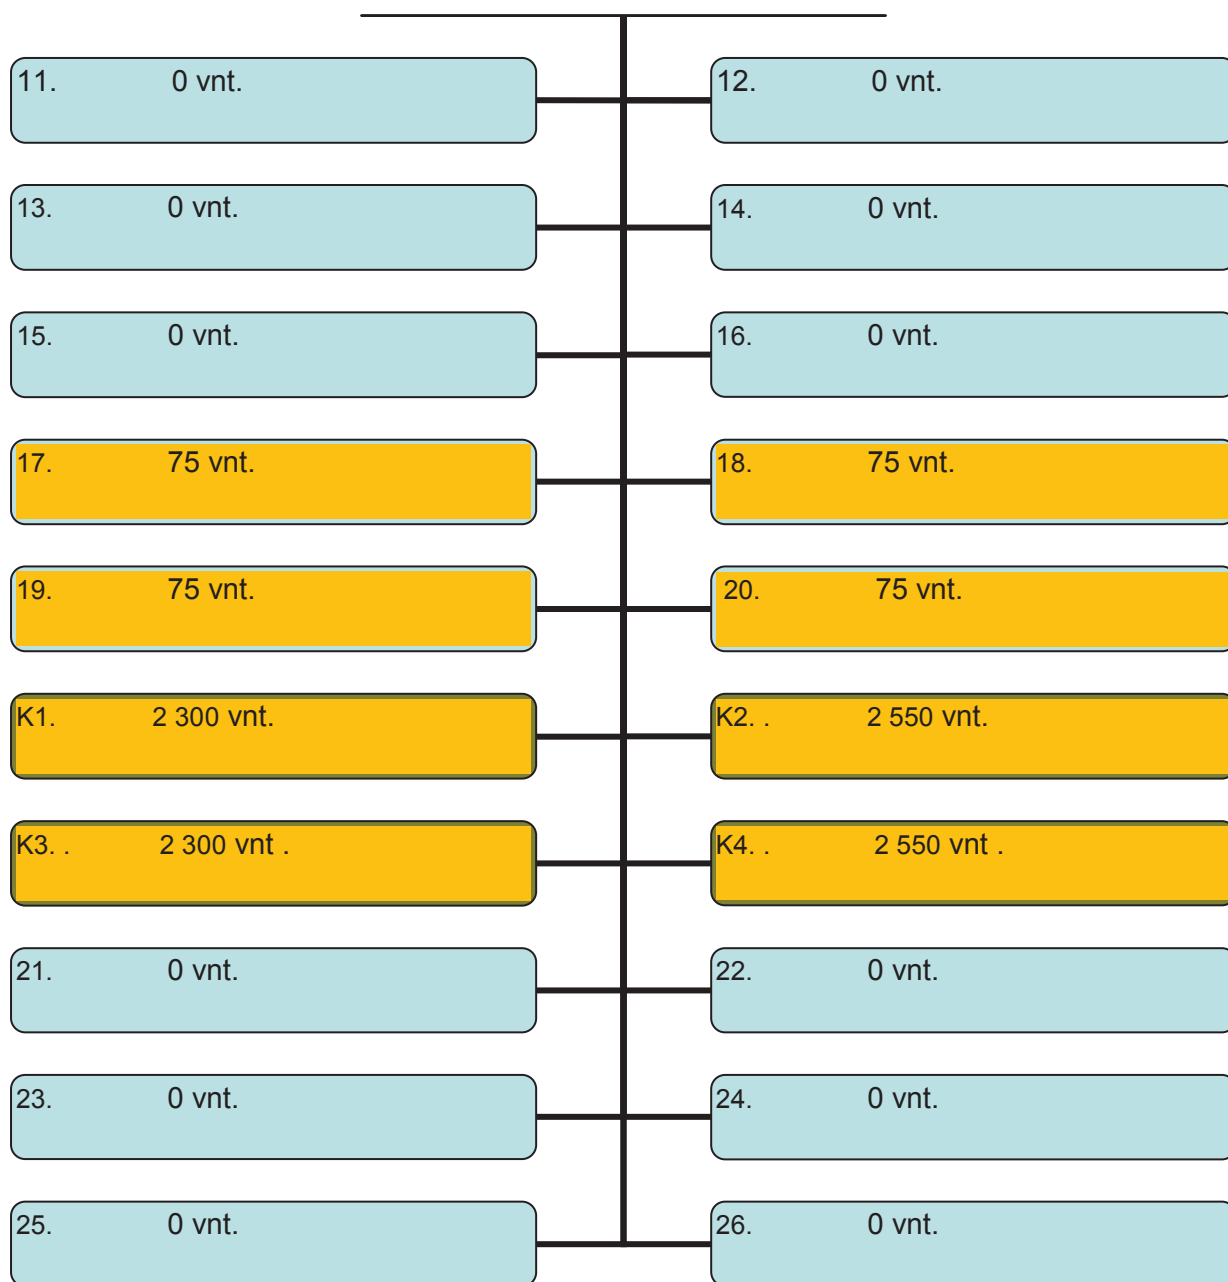 11. 0 vnt.
12. 0 vnt.
13. 0 vnt.
14. 0 vnt.
15. 0 vnt.
16. 0 vnt.
17. 75 vnt.
18. 75 vnt.
19. 75 vnt.
20. 75 vnt.
K1. 2 300 vnt.
K2. . 2 550 vnt.
K3. . 2 300 vnt .
K4. . 2 550 vnt .
21. 0 vnt.
22. 0 vnt.
23. 0 vnt.
24. 0 vnt.
25. 0 vnt.
26. 0 vnt.